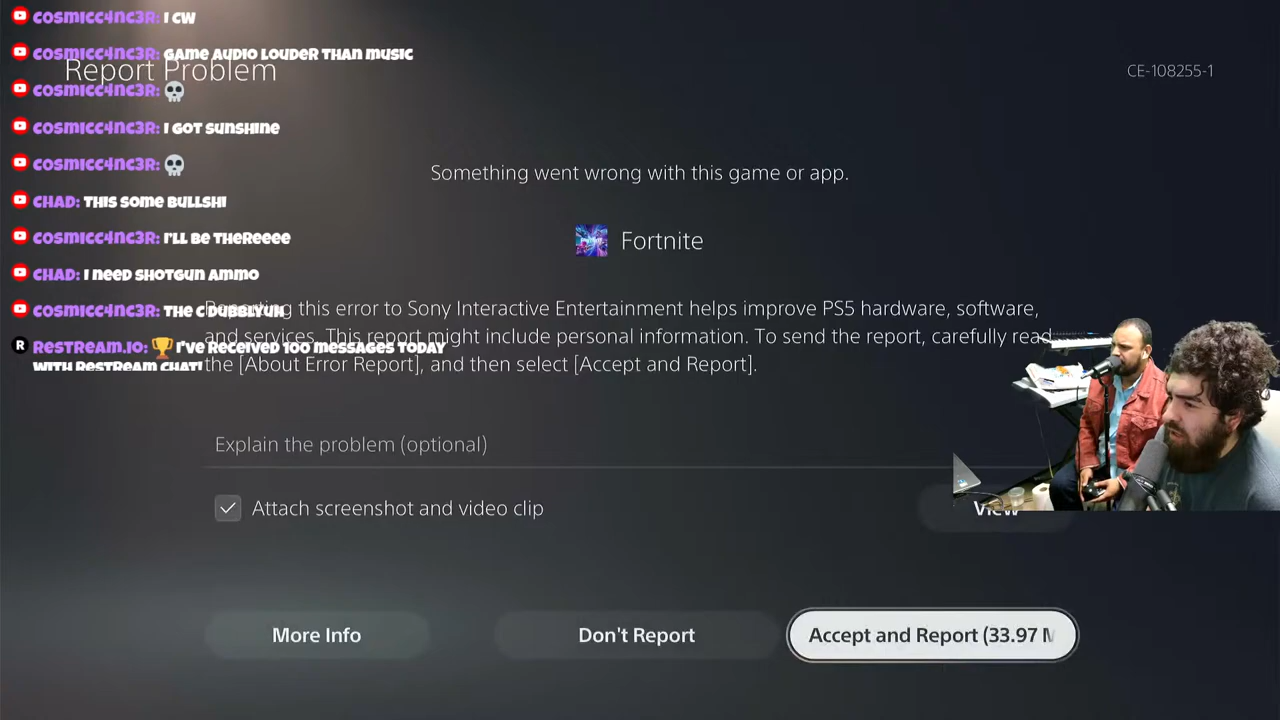 cosmicc4nc3r: I CW
cosmicc4nc3r: GAME AUDIO LOUDER THAN MUSIC
Report Problem
CE-108255-1
cosmicc4nc3r: 💀
cosmicc4nc3r: I GOT SUNSHINE
cosmicc4nc3r: 💀
Something went wrong with this game or app.
CHAD: THIS SOME BULLSHI
cosmicc4nc3r: I'LL BE THEREEEE
Fortnite
CHAD: I NEED SHOTGUN AMMO
cosmicc4nc3r: THE C DUBBLYUH
Reporting this error to Sony Interactive Entertainment helps improve PS5 hardware, software,
and services. This report might include personal information. To send the report, carefully read
R Restream.io: 🏆 I've received 100 messages today
with Restream Chat!
the [About Error Report], and then select [Accept and Report].
Explain the problem (optional)
Attach screenshot and video clip
View
More Info
Don't Report
Accept and Report (33.97 M